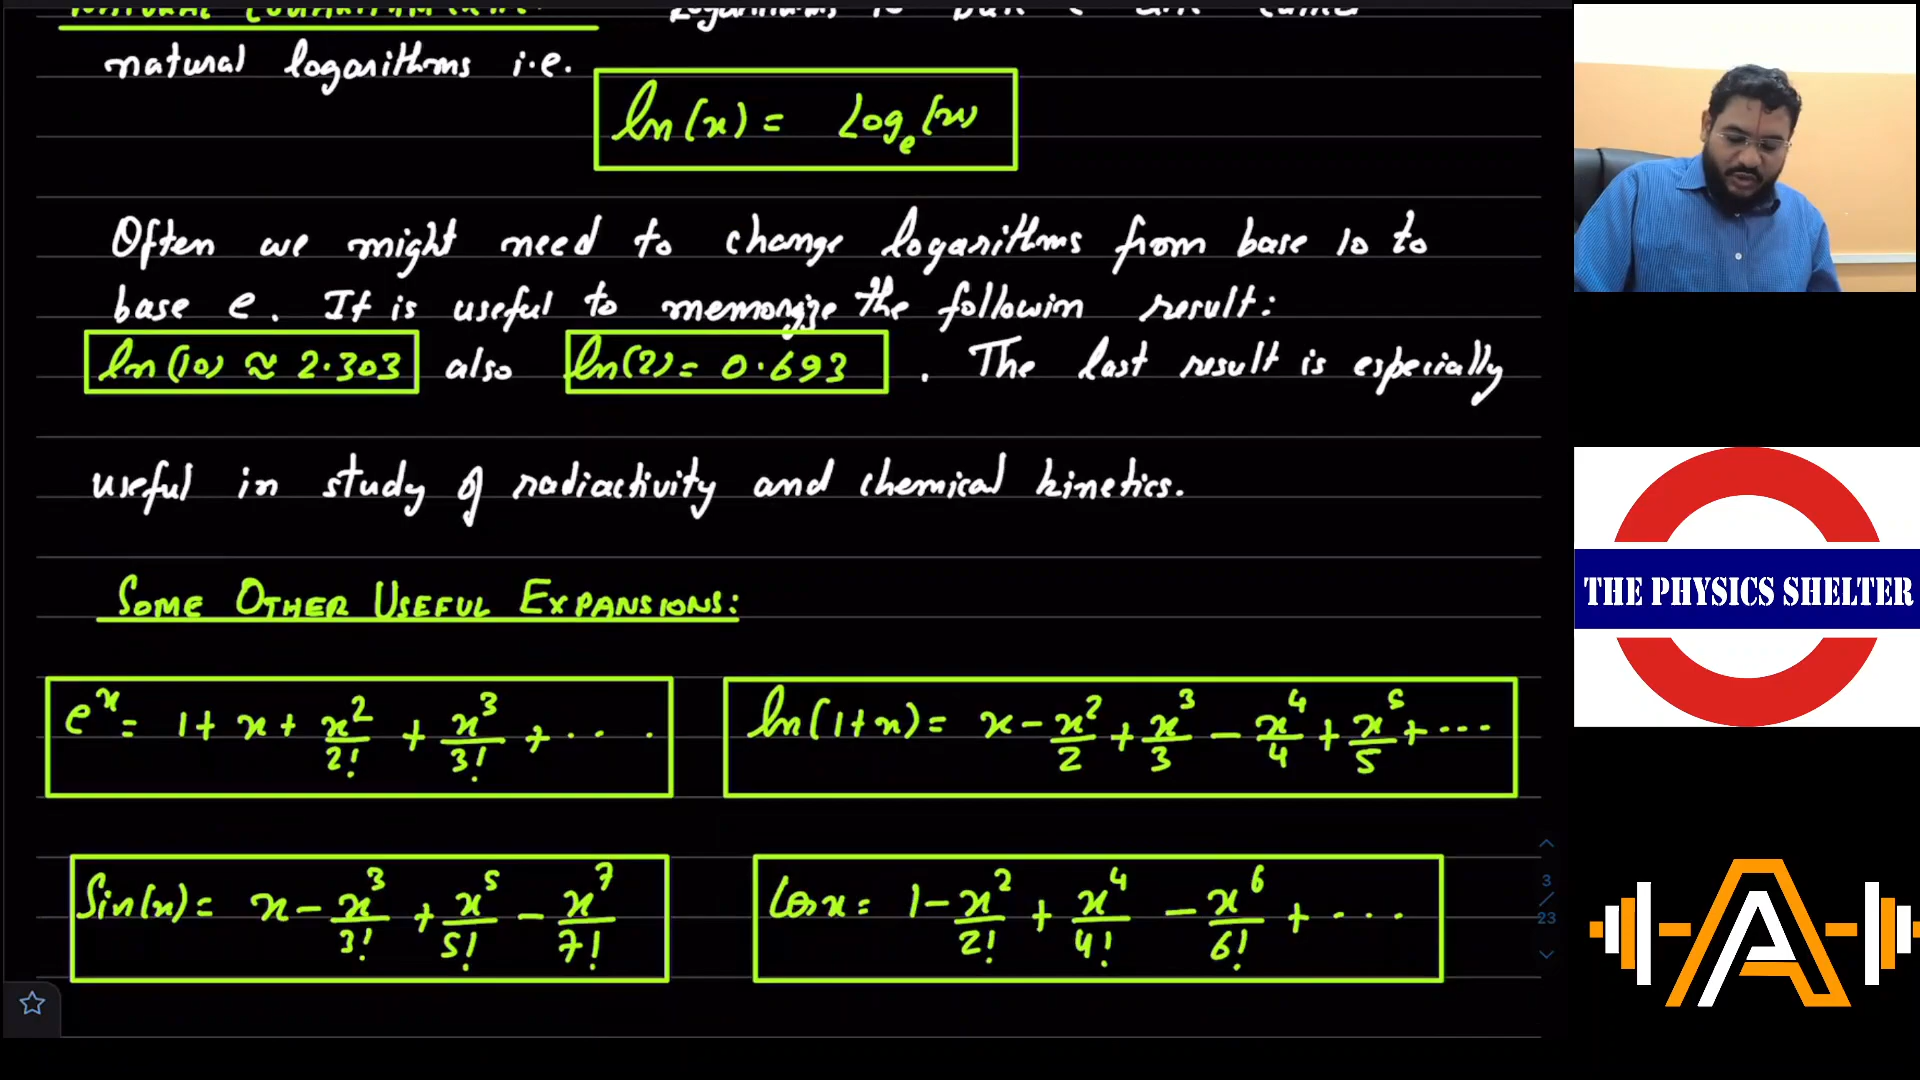 NATURAL LOGARITHM
natural logarithms i.e.
ln(x) = Log_e(x)
Often we might need to change logarithms from base 10 to
base e. It is useful to memorize the followin result:
ln(10) ≈ 2.303 also ln(2) = 0.693 . The last result is especially
useful in study of radiactivity and chemical kinetics.
SOME OTHER USEFUL EXPANSIONS:
e^x = 1 + x + x^2/2! + x^3/3! + ....
ln(1+x) = x - x^2/2 + x^3/3 - x^4/4 + x^5/5 + ....
Sin(x) = x - x^3/3! + x^5/5! - x^7/7!
Cos x = 1 - x^2/2! + x^4/4! - x^6/6! + ....
3
/
23
THE PHYSICS SHELTER
A